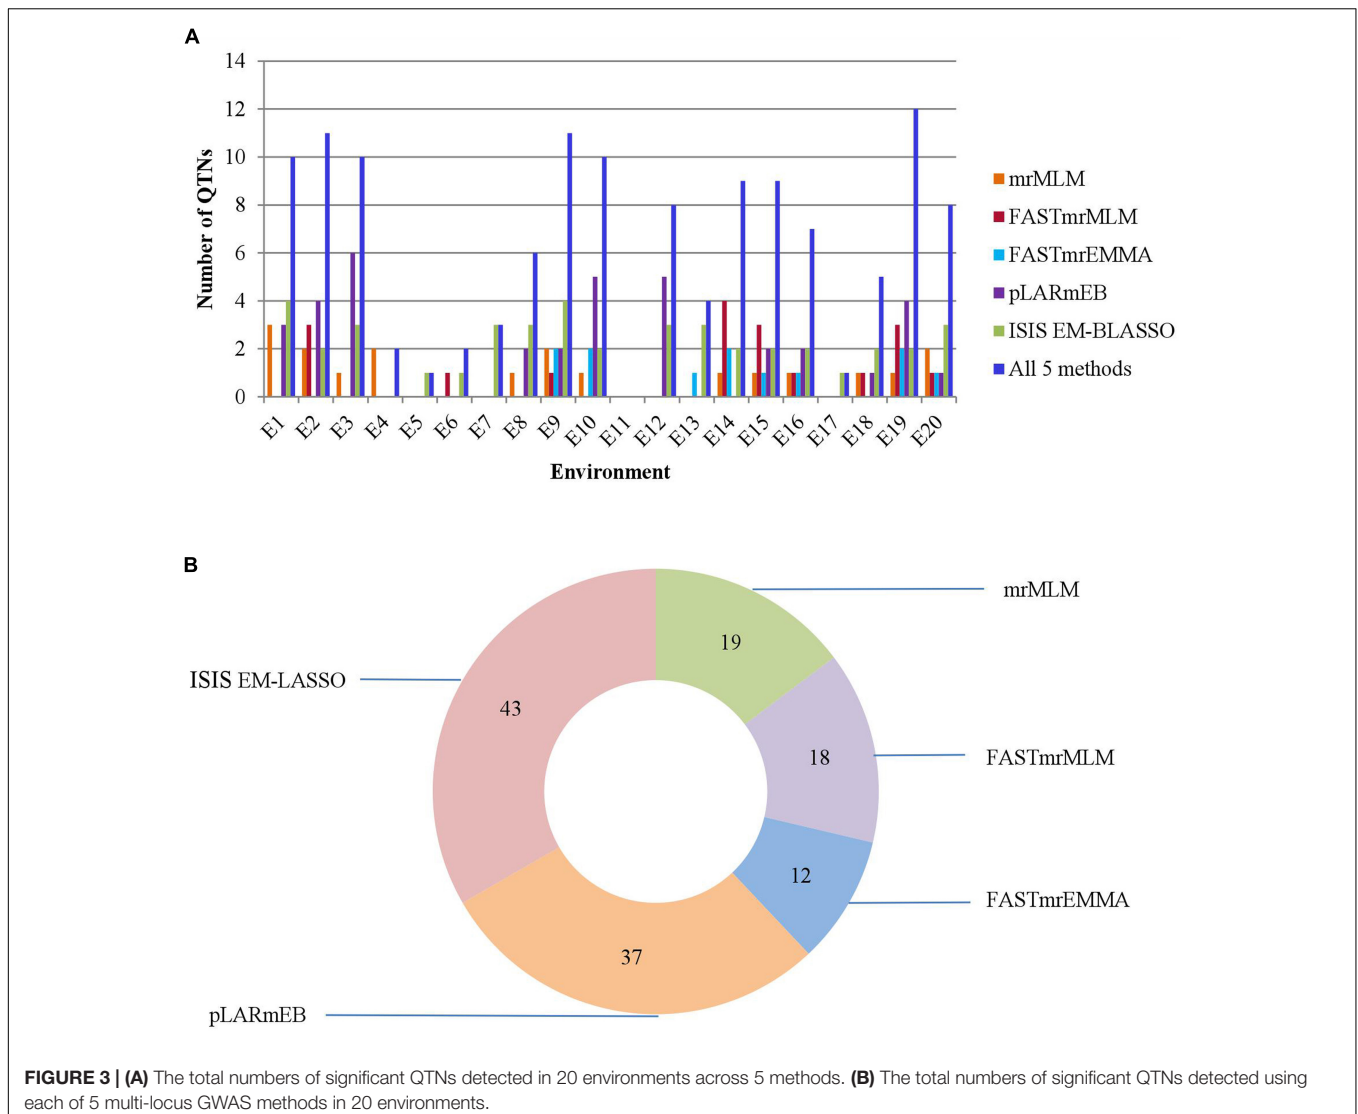 A
14
12
10
8
6
4
2
0
Number of QTNs
E1 E2 E3 E4 E5 E6 E7 E8 E9 E10 E11 E12 E13 E14 E15 E16 E17 E18 E19 E20
Environment
mrMLM
FASTmrMLM
FASTmrEMMA
pLARmEB
ISIS EM-BLASSO
All 5 methods
B
mrMLM
19
ISIS EM-LASSO
43
18
FASTmrMLM
12
FASTmrEMMA
37
pLARmEB
FIGURE 3 | (A) The total numbers of significant QTNs detected in 20 environments across 5 methods. (B) The total numbers of significant QTNs detected using
each of 5 multi-locus GWAS methods in 20 environments.